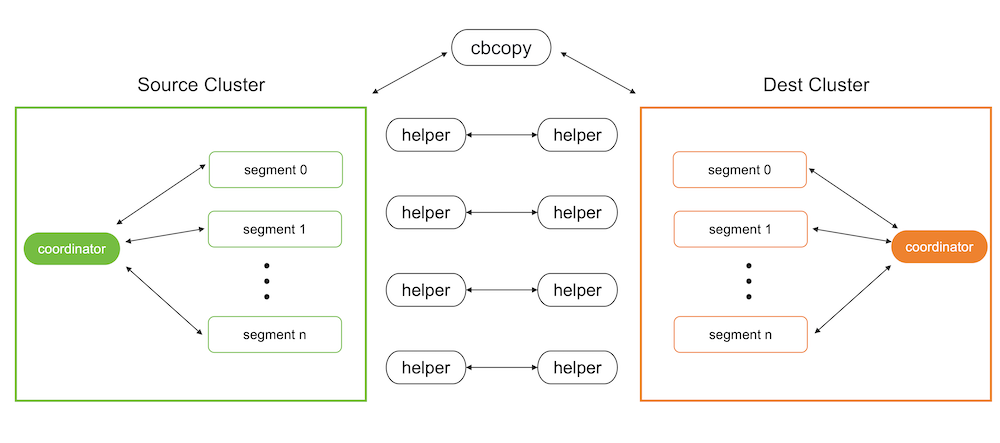 cbcopy
Source Cluster
Dest Cluster
helper
helper
segment 0
segment 0
segment 1
helper
helper
segment 1
coordinator
coordinator
helper
helper
segment n
segment n
helper
helper